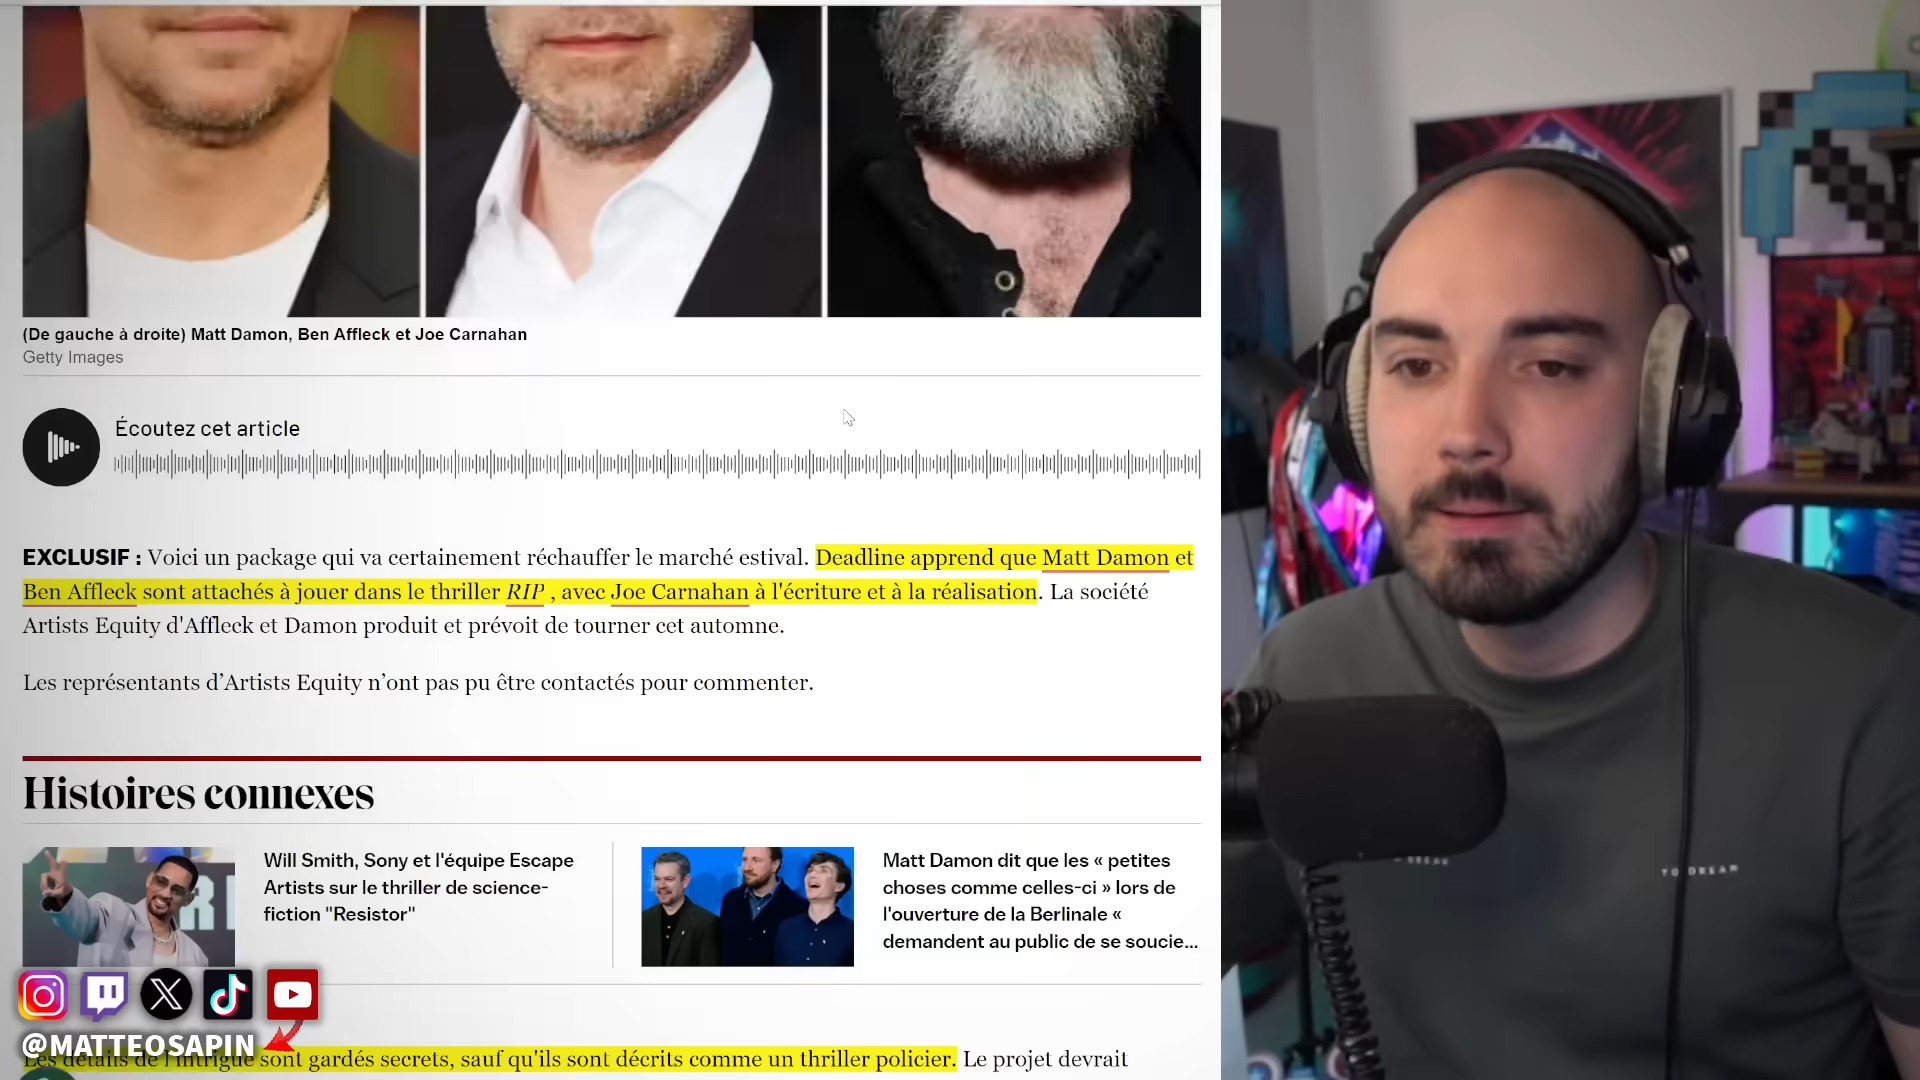 (De gauche à droite) Matt Damon, Ben Affleck et Joe Carnahan
Getty Images
Écoutez cet article
EXCLUSIF : Voici un package qui va certainement réchauffer le marché estival. Deadline apprend que Matt Damon et
Ben Affleck sont attachés à jouer dans le thriller RIP , avec Joe Carnahan à l'écriture et à la réalisation. La société
Artists Equity d'Affleck et Damon produit et prévoit de tourner cet automne.
Les représentants d’Artists Equity n’ont pas pu être contactés pour commenter.
Histoires connexes
Will Smith, Sony et l'équipe Escape
Artists sur le thriller de science-
fiction "Resistor"
Matt Damon dit que les « petites
choses comme celles-ci » lors de
l'ouverture de la Berlinale «
demandent au public de se soucie...
@MATTEOSAPIN
Les détails de l'intrigue sont gardés secrets, sauf qu'ils sont décrits comme un thriller policier. Le projet devrait
TO DREAM